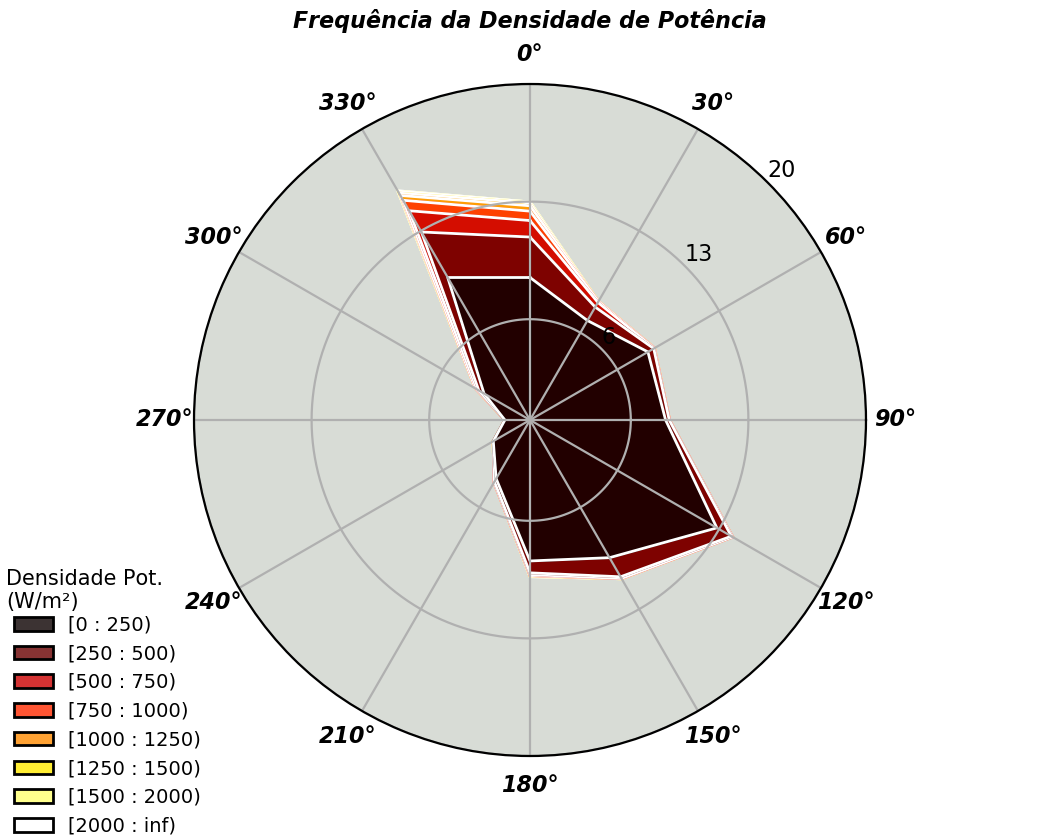 Frequência da Densidade de Potência
0°
330°
30°
20
300°
60°
13
6
270°
90°
240°
120°
210°
150°
180°
Densidade Pot.
(W/m²)
[0 : 250)
[250 : 500)
[500 : 750)
[750 : 1000)
[1000 : 1250)
[1250 : 1500)
[1500 : 2000)
[2000 : inf)